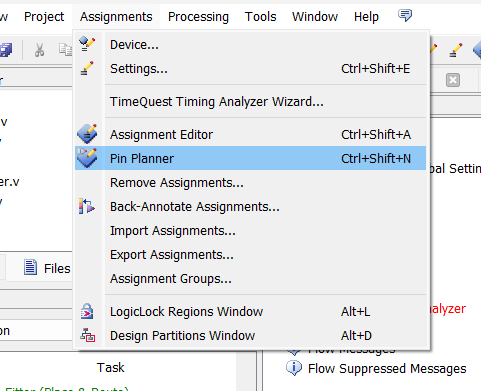 w Project Assignments Processing Tools Window Help
Device...
Settings... Ctrl+Shift+E
TimeQuest Timing Analyzer Wizard...
Assignment Editor Ctrl+Shift+A
Pin Planner Ctrl+Shift+N
Remove Assignments...
Back-Annotate Assignments...
Import Assignments...
Export Assignments...
Assignment Groups...
LogicLock Regions Window Alt+L
Design Partitions Window Alt+D
er
.v
v
er.v
v
Files
on
Task
Fitter (Place & Route)
bal Settin
nalyzer
Flow Messages
Flow Suppressed Messages